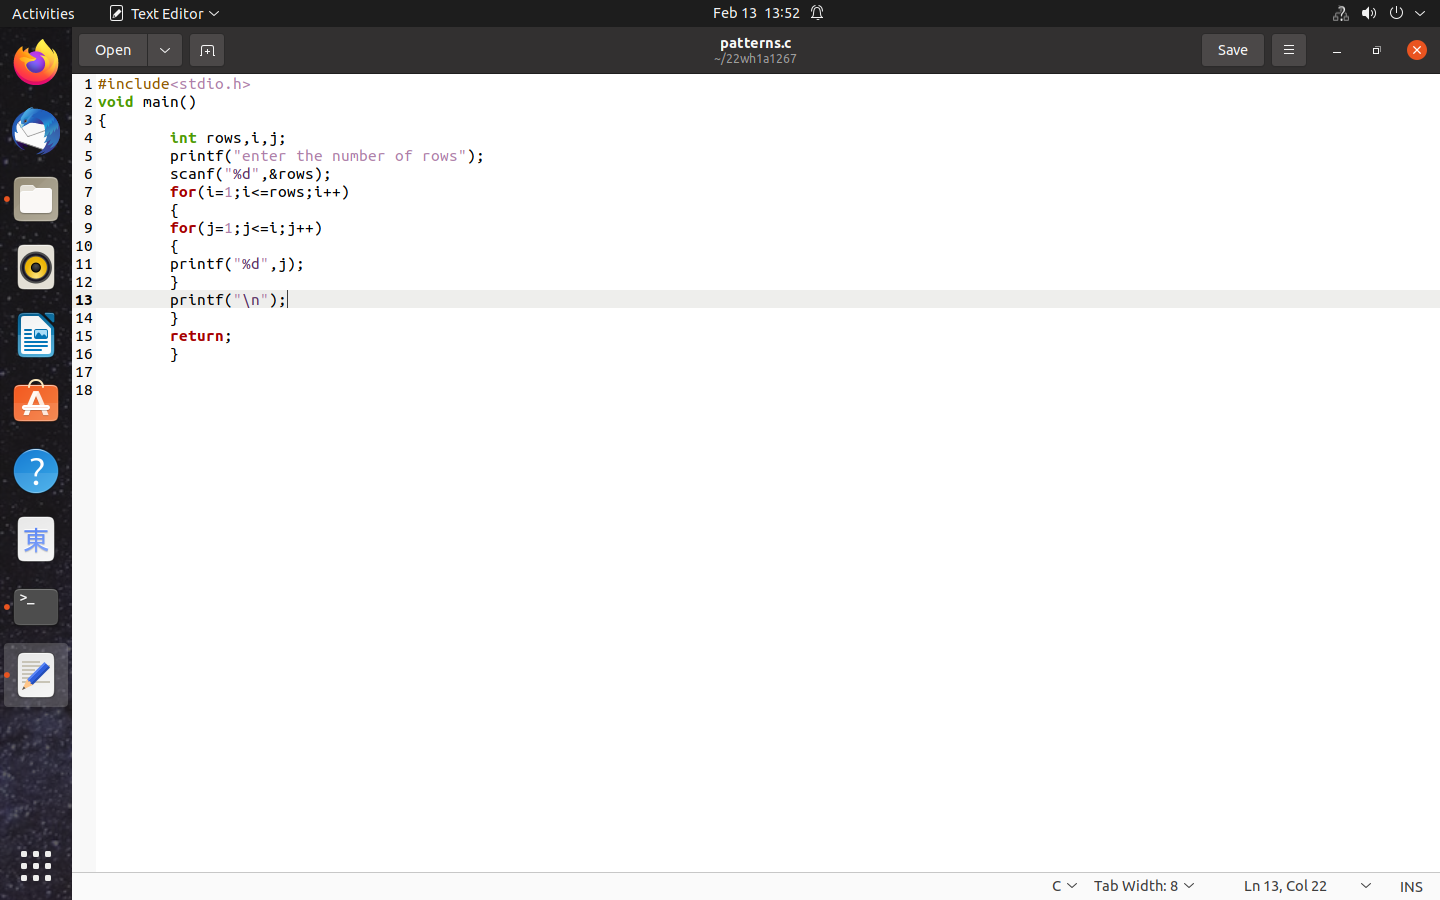 Activities Text Editor Feb 13 13:52
Open patterns.c Save
~/22wh1a1267
1 #include<stdio.h>
2 void main()
3 {
4 int rows,i,j;
5 printf("enter the number of rows");
6 scanf("%d",&rows);
7 for(i=1;i<=rows;i++)
8 {
9 for(j=1;j<=i;j++)
10 {
11 printf("%d",j);
12 }
13 printf("\n");
14 }
15 return;
16 }
17
18
?
東
>_
C Tab Width: 8 Ln 13, Col 22 INS